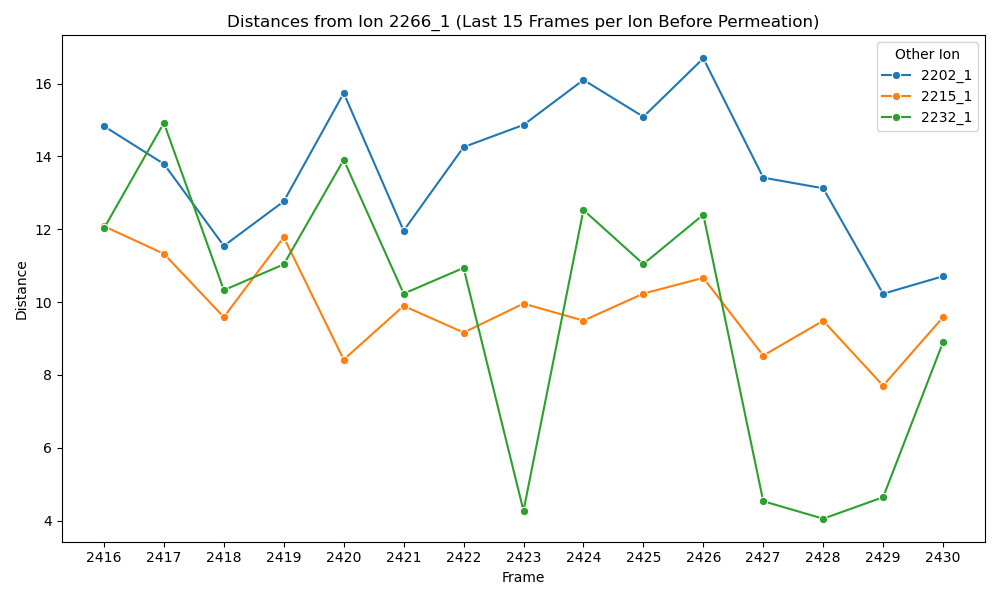 Distances from Ion 2266_1 (Last 15 Frames per Ion Before Permeation)
Other Ion
2202_1
2215_1
2232_1
Distance
16
14
12
10
8
6
4
2416 2417 2418 2419 2420 2421 2422 2423 2424 2425 2426 2427 2428 2429 2430
Frame